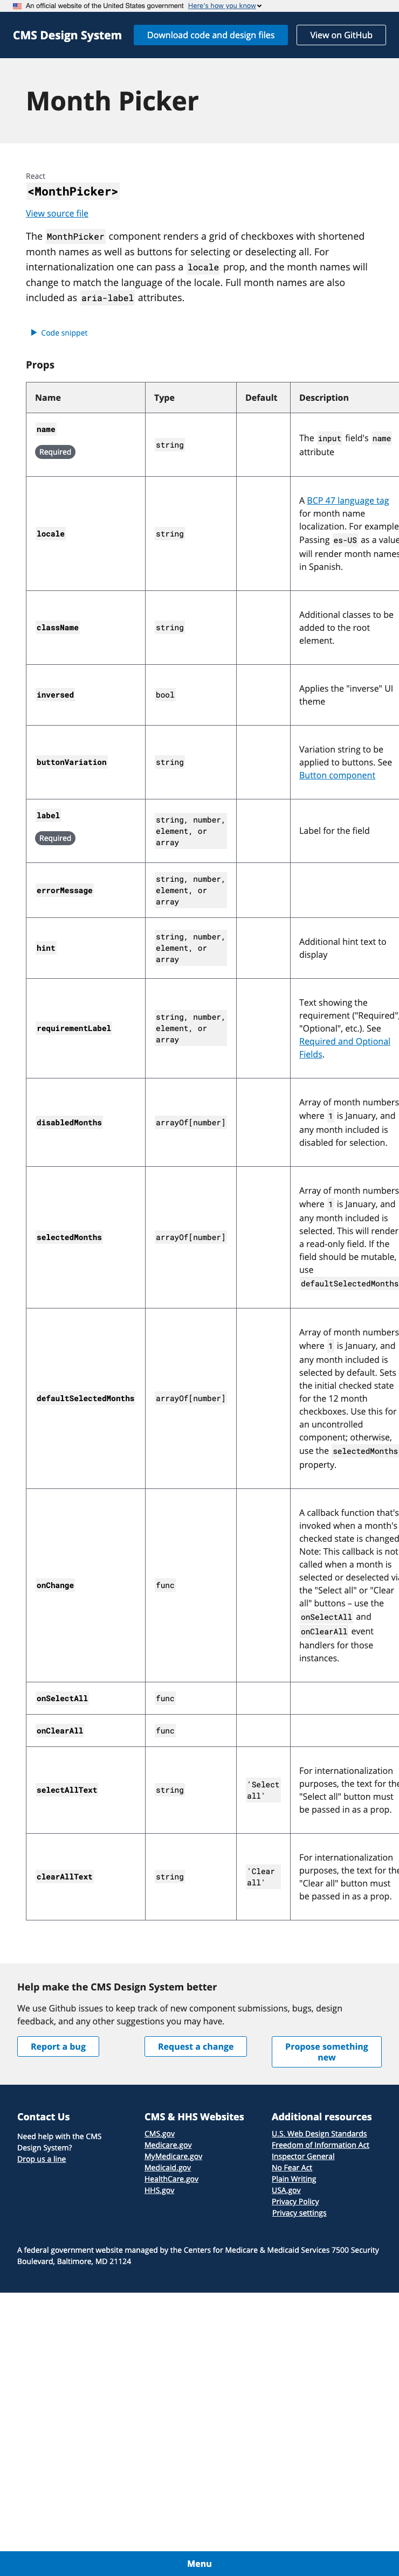 An official website of the United States government Here's how you know
CMS Design System
Download code and design files
View on GitHub
Month Picker
React
<MonthPicker>
View source file
The MonthPicker component renders a grid of checkboxes with shortened
month names as well as buttons for selecting or deselecting all. For
internationalization one can pass a locale prop, and the month names will
change to match the language of the locale. Full month names are also
included as aria-label attributes.
Code snippet
Props
Name Type Default Description
name
Required
string
The input field's name
attribute
locale
string
A BCP 47 language tag
for month name
localization. For example
Passing es-US as a value
will render month names
in Spanish.
className
string
Additional classes to be
added to the root
element.
inversed
bool
Applies the "inverse" UI
theme
buttonVariation
string
Variation string to be
applied to buttons. See
Button component
label
Required
string, number,
element, or
array
Label for the field
errorMessage
string, number,
element, or
array
hint
string, number,
element, or
array
Additional hint text to
display
requirementLabel
string, number,
element, or
array
Text showing the
requirement ("Required",
"Optional", etc.). See
Required and Optional
Fields.
disabledMonths
arrayOf[number]
Array of month numbers
where 1 is January, and
any month included is
disabled for selection.
selectedMonths
arrayOf[number]
Array of month numbers
where 1 is January, and
any month included is
selected. This will render
a read-only field. If the
field should be mutable,
use
defaultSelectedMonths
defaultSelectedMonths
arrayOf[number]
Array of month numbers
where 1 is January, and
any month included is
selected by default. Sets
the initial checked state
for the 12 month
checkboxes. Use this for
an uncontrolled
component; otherwise,
use the selectedMonths
property.
onChange
func
A callback function that's
invoked when a month's
checked state is changed
Note: This callback is not
called when a month is
selected or deselected via
the "Select all" or "Clear
all" buttons – use the
onSelectAll and
onClearAll event
handlers for those
instances.
onSelectAll
func
onClearAll
func
selectAllText
string
'Select
all'
For internationalization
purposes, the text for the
"Select all" button must
be passed in as a prop.
clearAllText
string
'Clear
all'
For internationalization
purposes, the text for the
"Clear all" button must
be passed in as a prop.
Help make the CMS Design System better
We use Github issues to keep track of new component submissions, bugs, design
feedback, and any other suggestions you may have.
Report a bug
Request a change
Propose something
new
Contact Us
Need help with the CMS
Design System?
Drop us a line
CMS & HHS Websites
CMS.gov
Medicare.gov
MyMedicare.gov
Medicaid.gov
HealthCare.gov
HHS.gov
Additional resources
U.S. Web Design Standards
Freedom of Information Act
Inspector General
No Fear Act
Plain Writing
USA.gov
Privacy Policy
Privacy settings
A federal government website managed by the Centers for Medicare & Medicaid Services 7500 Security
Boulevard, Baltimore, MD 21124
Menu